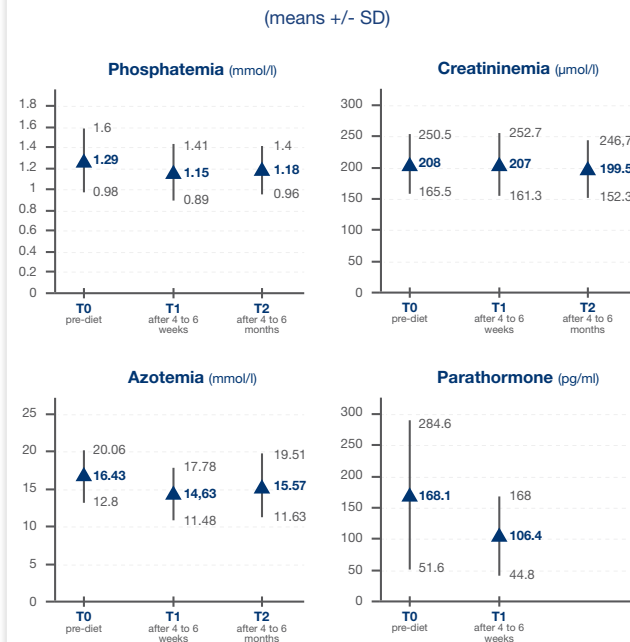 (means +/- SD)
Phosphatemia (mmol/l)
1.8
1.6
1.4
1.2
1
0.8
0.6
0.4
0.2
0
1.6
1.29
0.98
1.41
1.15
0.89
1.4
1.18
0.96
T0
pre-diet
T1
after 4 to 6
weeks
T2
after 4 to 6
months
Creatininemia (µmol/l)
300
250
200
150
100
50
0
250.5
208
165.5
252.7
207
161.3
246,7
199.5
152.3
T0
pre-diet
T1
after 4 to 6
weeks
T2
after 4 to 6
months
Azotemia (mmol/l)
25
20
15
10
5
0
20.06
16.43
12.8
17.78
14,63
11.48
19.51
15.57
11.63
T0
pre-diet
T1
after 4 to 6
weeks
T2
after 4 to 6
months
Parathormone (pg/ml)
300
250
200
150
100
50
0
284.6
168.1
51.6
168
106.4
44.8
T0
pre-diet
T1
after 4 to 6
weeks